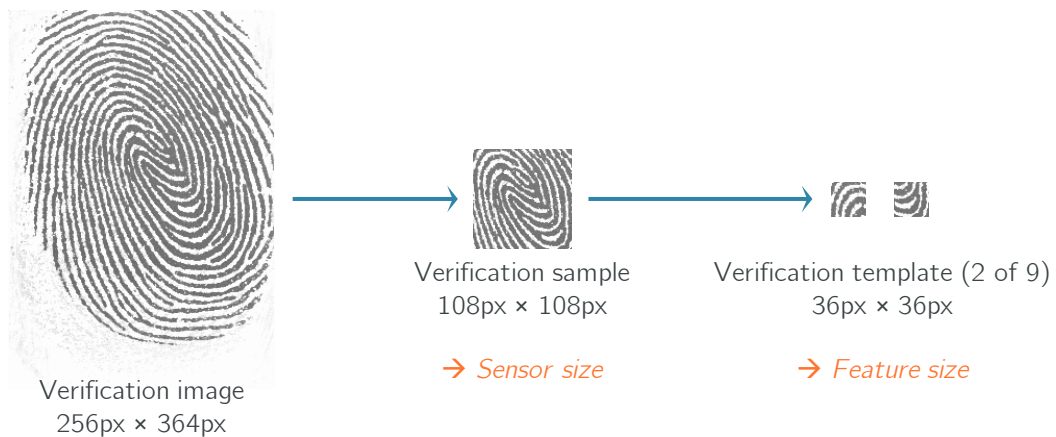 Verification image
256px × 364px
Verification sample
108px × 108px
→ Sensor size
Verification template (2 of 9)
36px × 36px
→ Feature size